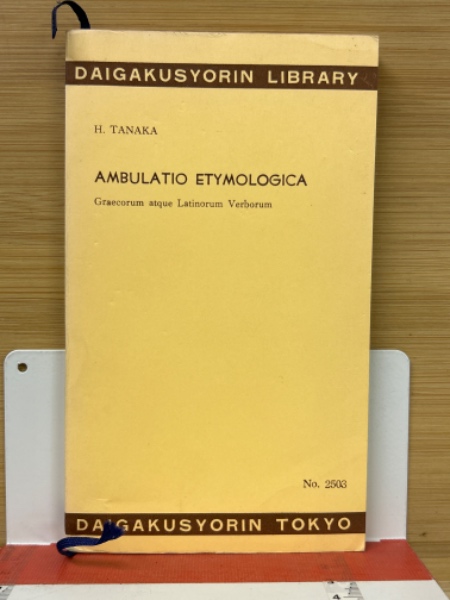 DAIGAKUSYORIN LIBRARY
H. TANAKA
AMBULATIO ETYMOLOGICA
Graecorum atque Latinorum Verborum
No. 2503
DAIGAKUSYORIN TOKYO